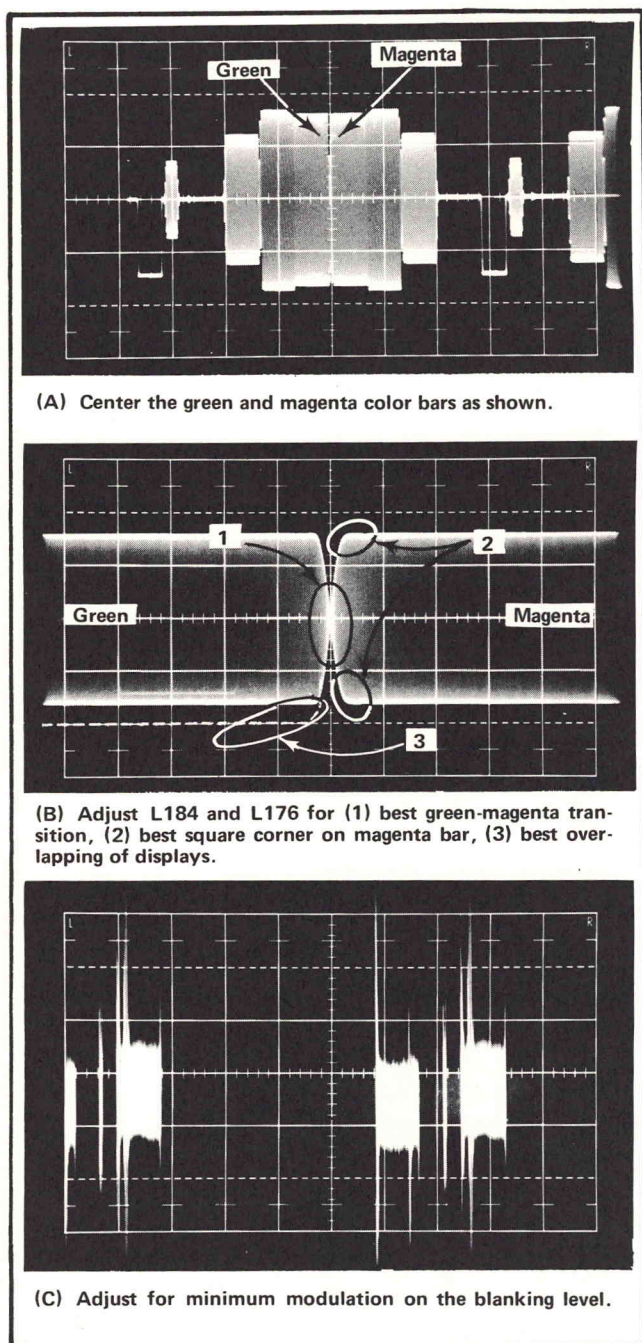 L
R
Green
Magenta
(A) Center the green and magenta color bars as shown.
L
R
1
2
Green
Magenta
3
(B) Adjust L184 and L176 for (1) best green-magenta tran-
sition, (2) best square corner on magenta bar, (3) best over-
lapping of displays.
L
R
(C) Adjust for minimum modulation on the blanking level.